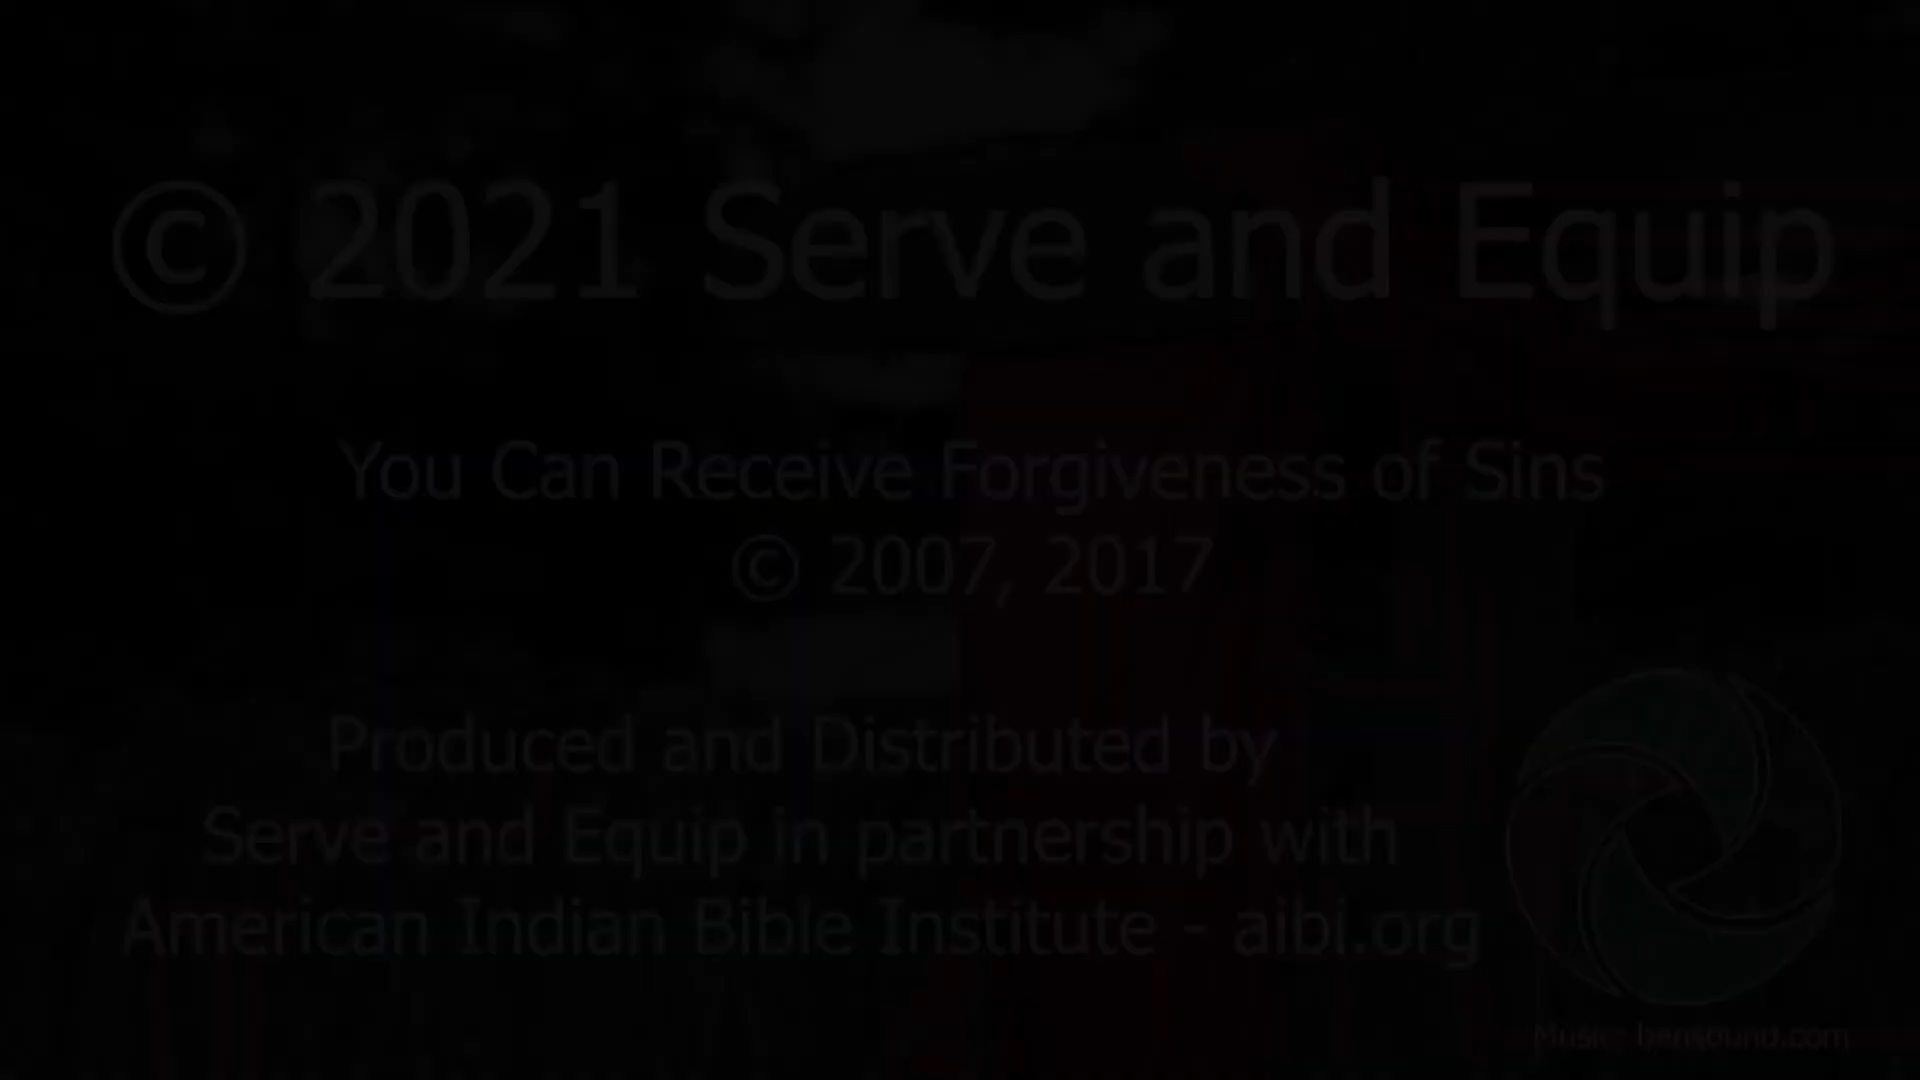 © 2021 Serve and Equip
You Can Receive Forgiveness of Sins
© 2007, 2017
Produced and Distributed by
Serve and Equip in partnership with
American Indian Bible Institute - aibi.org
Music: bensound.com